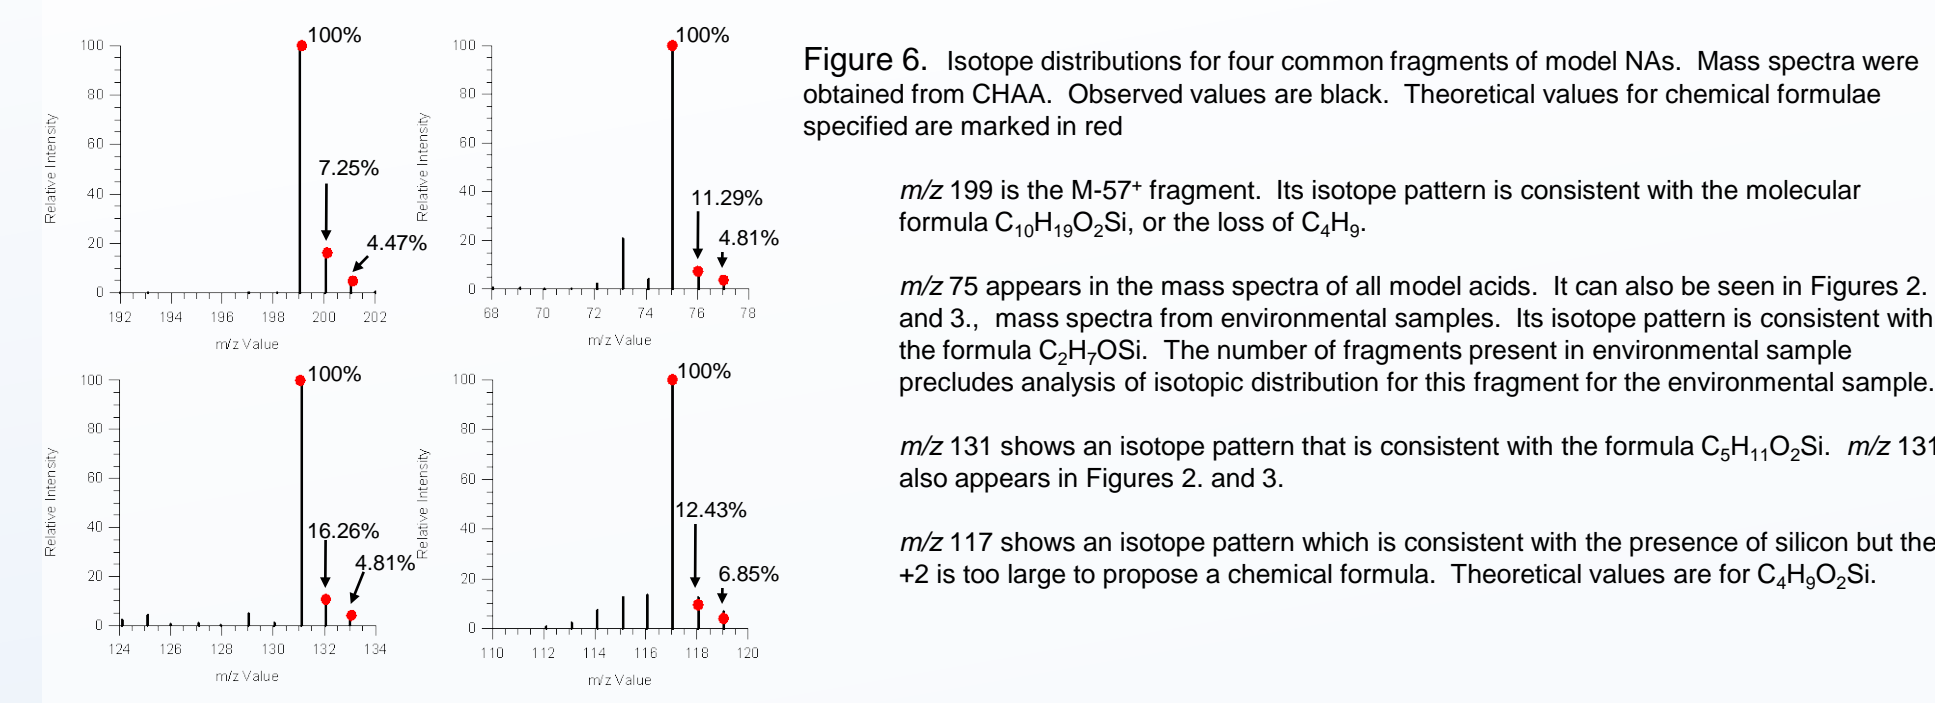 100%
100
80
60
40
20
0
7.25%
4.47%
Relative Intensity
192 194 196 198 200 202
m/z Value
100%
100
80
60
40
20
0
11.29%
4.81%
Relative Intensity
68 70 72 74 76 78
m/z Value
100%
100
80
60
40
20
0
16.26%
4.81%
Relative Intensity
124 126 128 130 132 134
m/z Value
100%
100
80
60
40
20
0
12.43%
6.85%
Relative Intensity
110 112 114 116 118 120
m/z Value
Figure 6. Isotope distributions for four common fragments of model NAs. Mass spectra were
obtained from CHAA. Observed values are black. Theoretical values for chemical formulae
specified are marked in red
m/z 199 is the M-57⁺ fragment. Its isotope pattern is consistent with the molecular
formula C₁₀H₁₉O₂Si, or the loss of C₄H₉.
m/z 75 appears in the mass spectra of all model acids. It can also be seen in Figures 2.
and 3., mass spectra from environmental samples. Its isotope pattern is consistent with
the formula C₂H₇OSi. The number of fragments present in environmental sample
precludes analysis of isotopic distribution for this fragment for the environmental sample.
m/z 131 shows an isotope pattern that is consistent with the formula C₅H₁₁O₂Si. m/z 131
also appears in Figures 2. and 3.
m/z 117 shows an isotope pattern which is consistent with the presence of silicon but the
+2 is too large to propose a chemical formula. Theoretical values are for C₄H₉O₂Si.